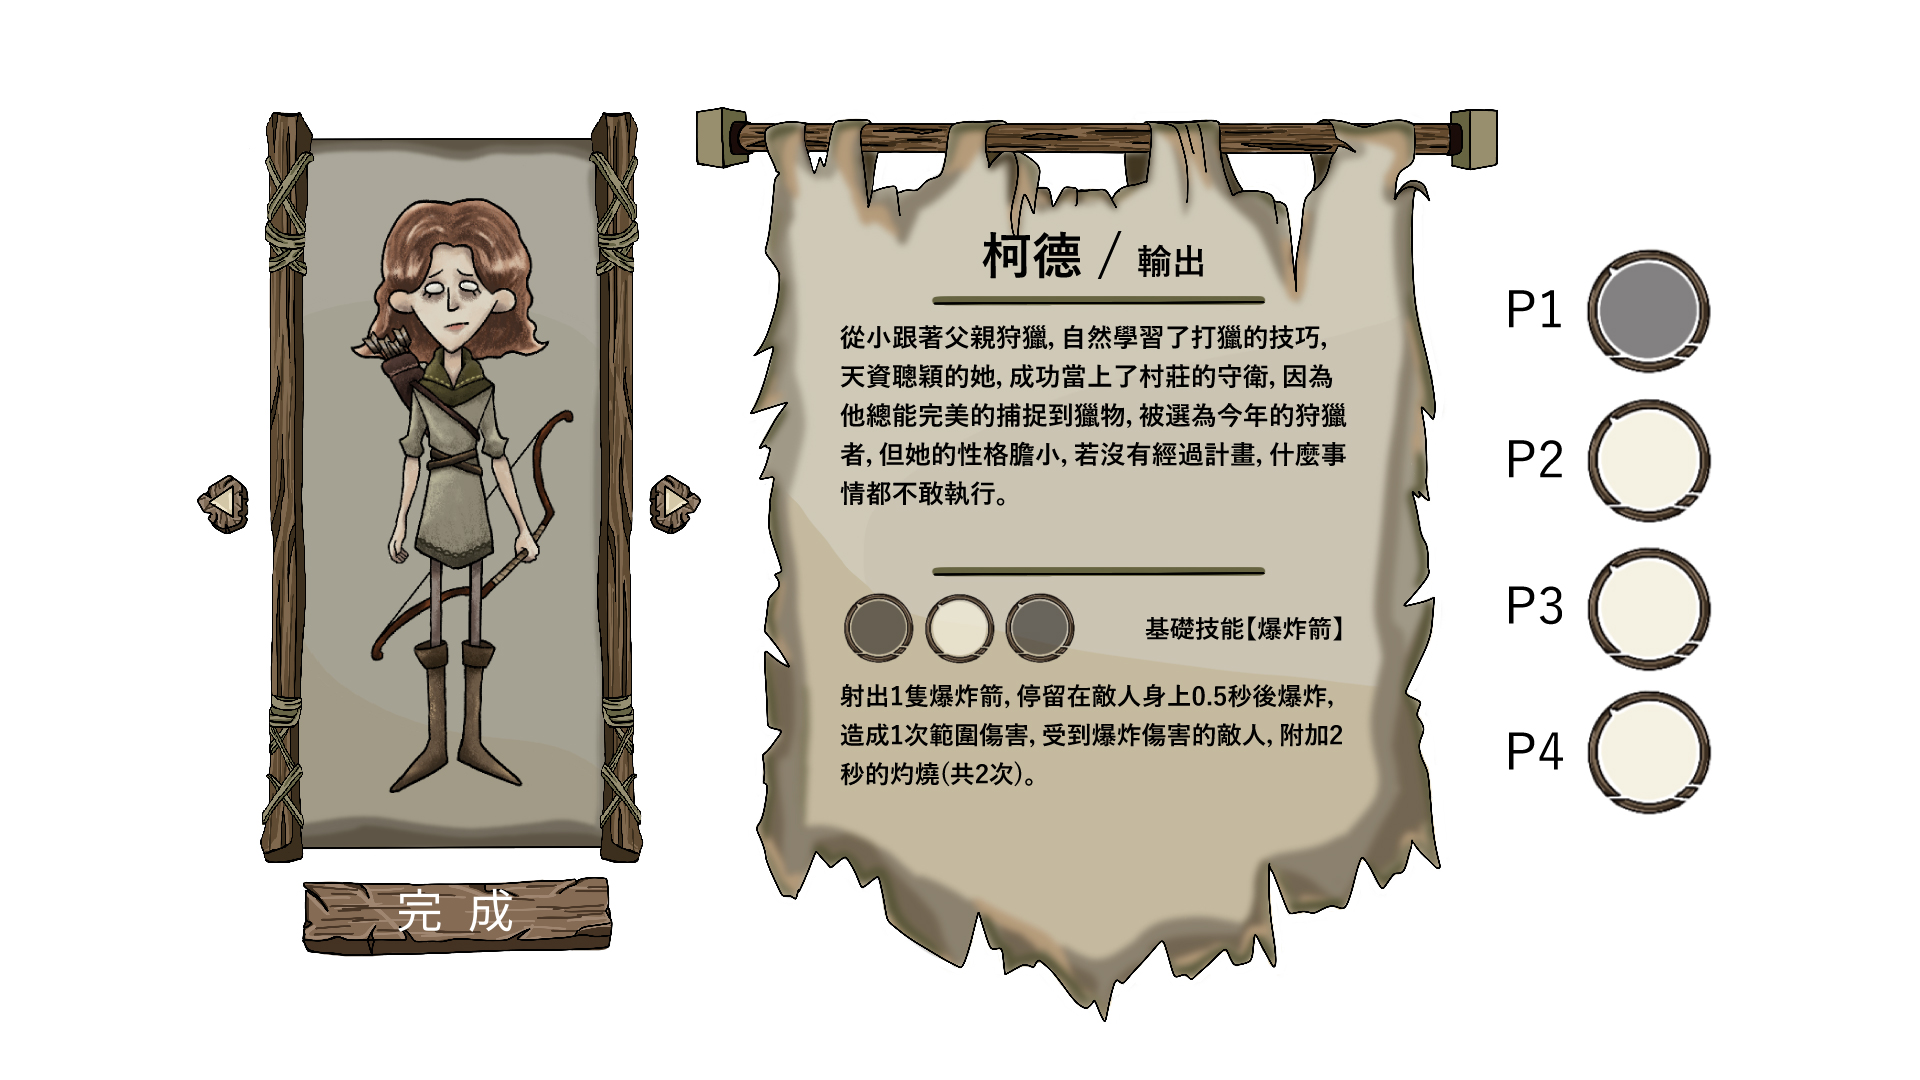 柯德 / 輸出
從小跟著父親狩獵, 自然學習了打獵的技巧,
天資聰穎的她, 成功當上了村莊的守衛, 因為
他總能完美的捕捉到獵物, 被選為今年的狩獵
者, 但她的性格膽小, 若沒有經過計畫, 什麼事
情都不敢執行。
基礎技能【爆炸箭】
射出1隻爆炸箭, 停留在敵人身上0.5秒後爆炸,
造成1次範圍傷害, 受到爆炸傷害的敵人, 附加2
秒的灼燒(共2次)。
完 成
P1
P2
P3
P4